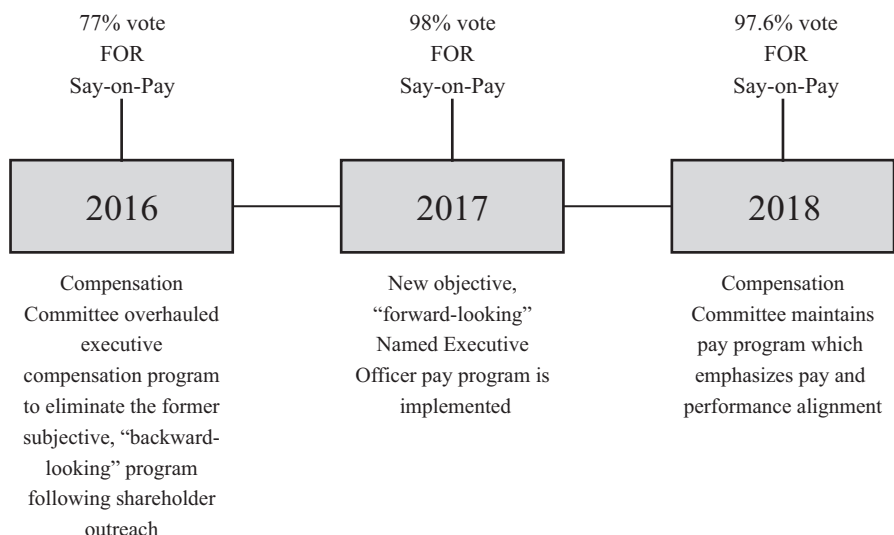 77% vote
FOR
Say-on-Pay
98% vote
FOR
Say-on-Pay
97.6% vote
FOR
Say-on-Pay
2016
2017
2018
Compensation
Committee overhauled
executive
compensation program
to eliminate the former
subjective, “backward-
looking” program
following shareholder
outreach
New objective,
“forward-looking”
Named Executive
Officer pay program is
implemented
Compensation
Committee maintains
pay program which
emphasizes pay and
performance alignment